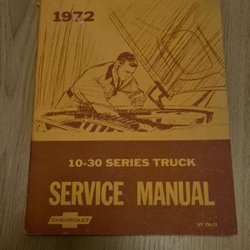 1972
10-30 SERIES TRUCK
SERVICE MANUAL
CHEVROLET